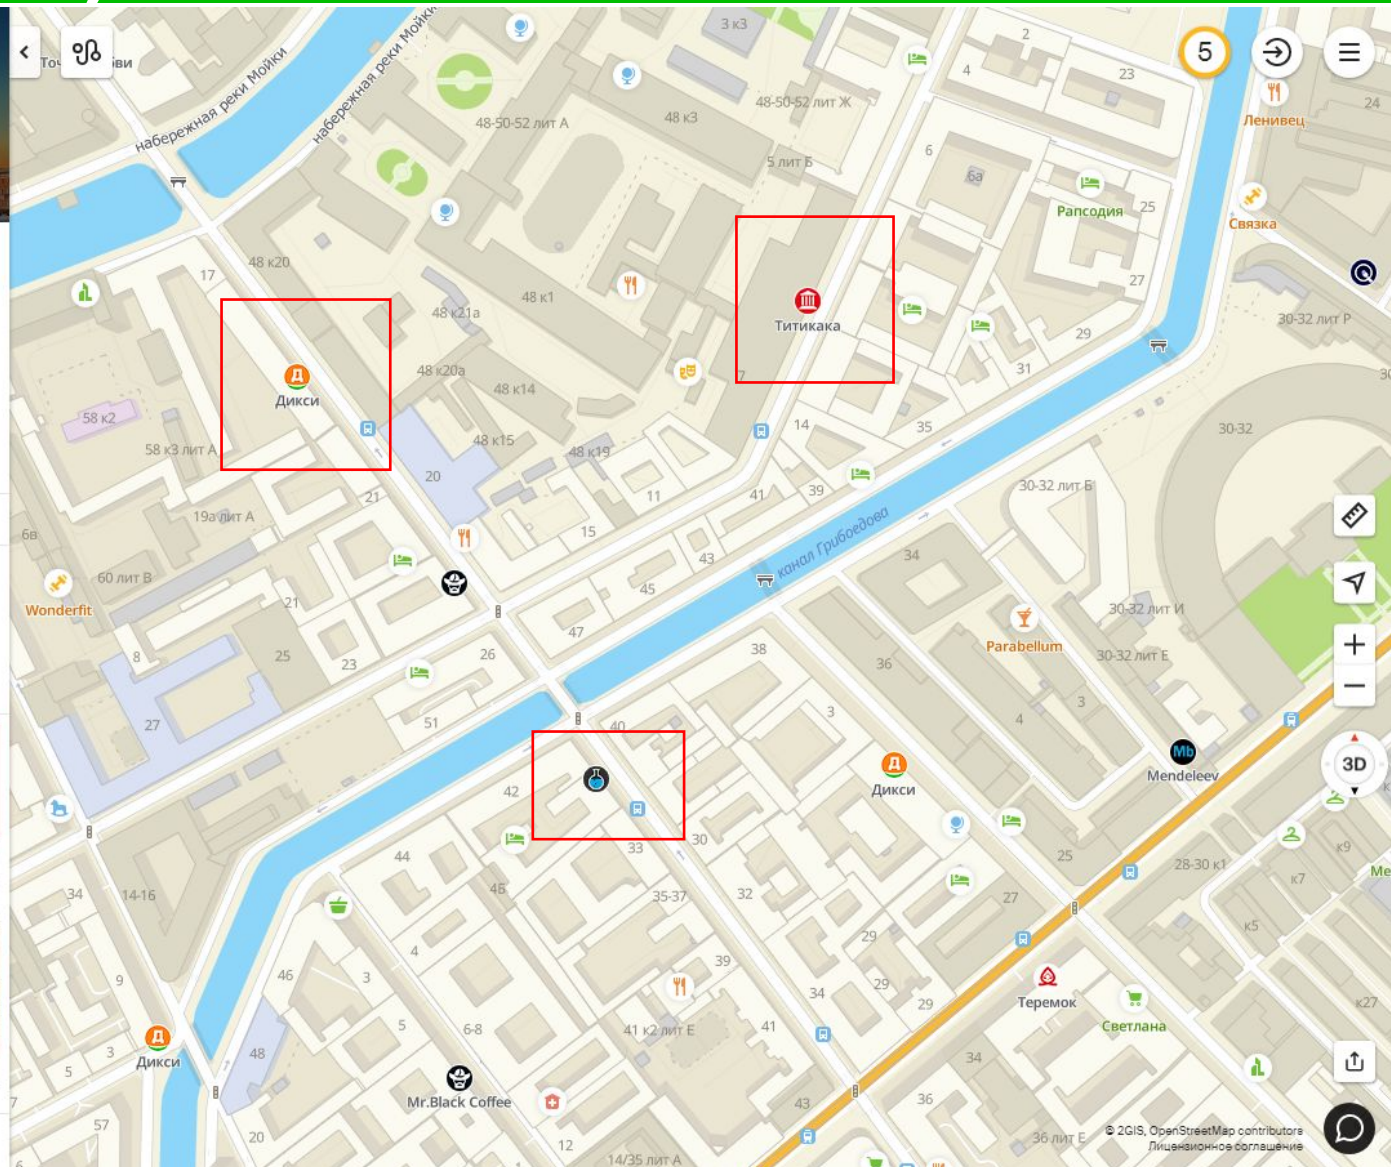 3 к3
2
5
Точ
ви
4
23
24
набережная реки Мойки
набережная реки Мойки
48-50-52 лит Ж
48-50-52 лит А
48 к3
Ленивец
5 лит Б
6
6а
Рапсодия
25
Связка
48 к20
17
27
48 к1
48 к21а
Титикака
30-32 лит Р
29
7
31
48 к20а
48 к14
Дикси
58 к2
14
35
30-32
48 к15
58 к3 лит А
48 к19
20
30-32 лит Б
39
41
11
21
19а лит А
15
канал Грибоедова
6в
43
34
60 лит В
45
Wonderfit
21
30-32 лит И
47
Parabellum
8
25
23
26
38
36
30-32 лит Е
27
51
40
3
4
3
Mb
Mendeleev
3D
42
Дикси
33
30
44
25
28-30 к1
к9
к7
Ме
34
14-16
45
35-37
32
27
к5
29
9
4
46
3
39
29
34
29
Теремок
к27
5
6-8
41 к2 лит Е
41
Светлана
Дикси
3
5
48
34
Mr.Black Coffee
7
43
36
57
20
12
36 лит Е
14/35 лит А
© 2GIS, OpenStreetMap contributors
Лицензионное соглашение